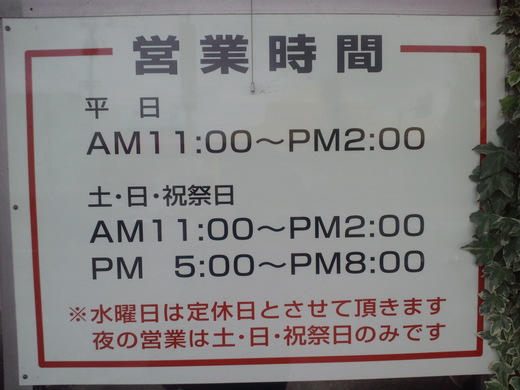 営業時間
平日
AM11:00～PM2:00
土・日・祝祭日
AM11:00～PM2:00
PM 5:00～PM8:00
※水曜日は定休日とさせて頂きます
夜の営業は土・日・祝祭日のみです